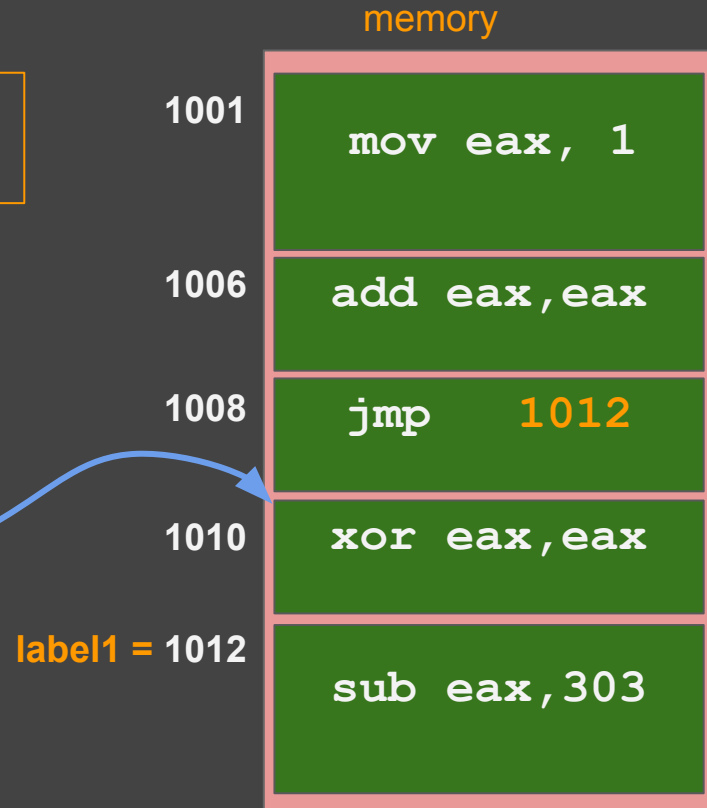 memory
1001
mov eax, 1
1006
add eax,eax
1008
jmp 1012
1010
xor eax,eax
label1 = 1012
sub eax,303